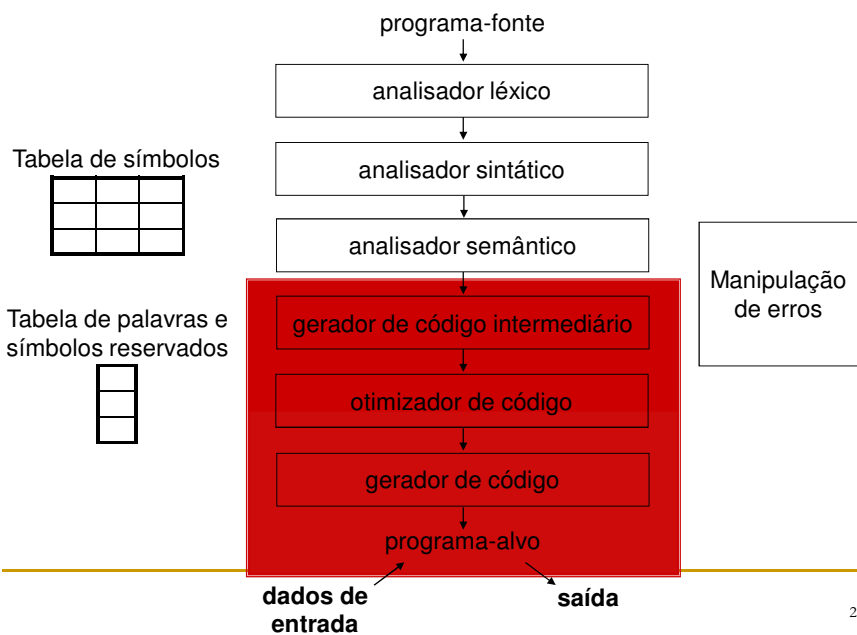 programa-fonte
analisador léxico
Tabela de símbolos
analisador sintático
analisador semântico
Manipulação
de erros
Tabela de palavras e
símbolos reservados
gerador de código intermediário
otimizador de código
gerador de código
programa-alvo
dados de
entrada
saída
2